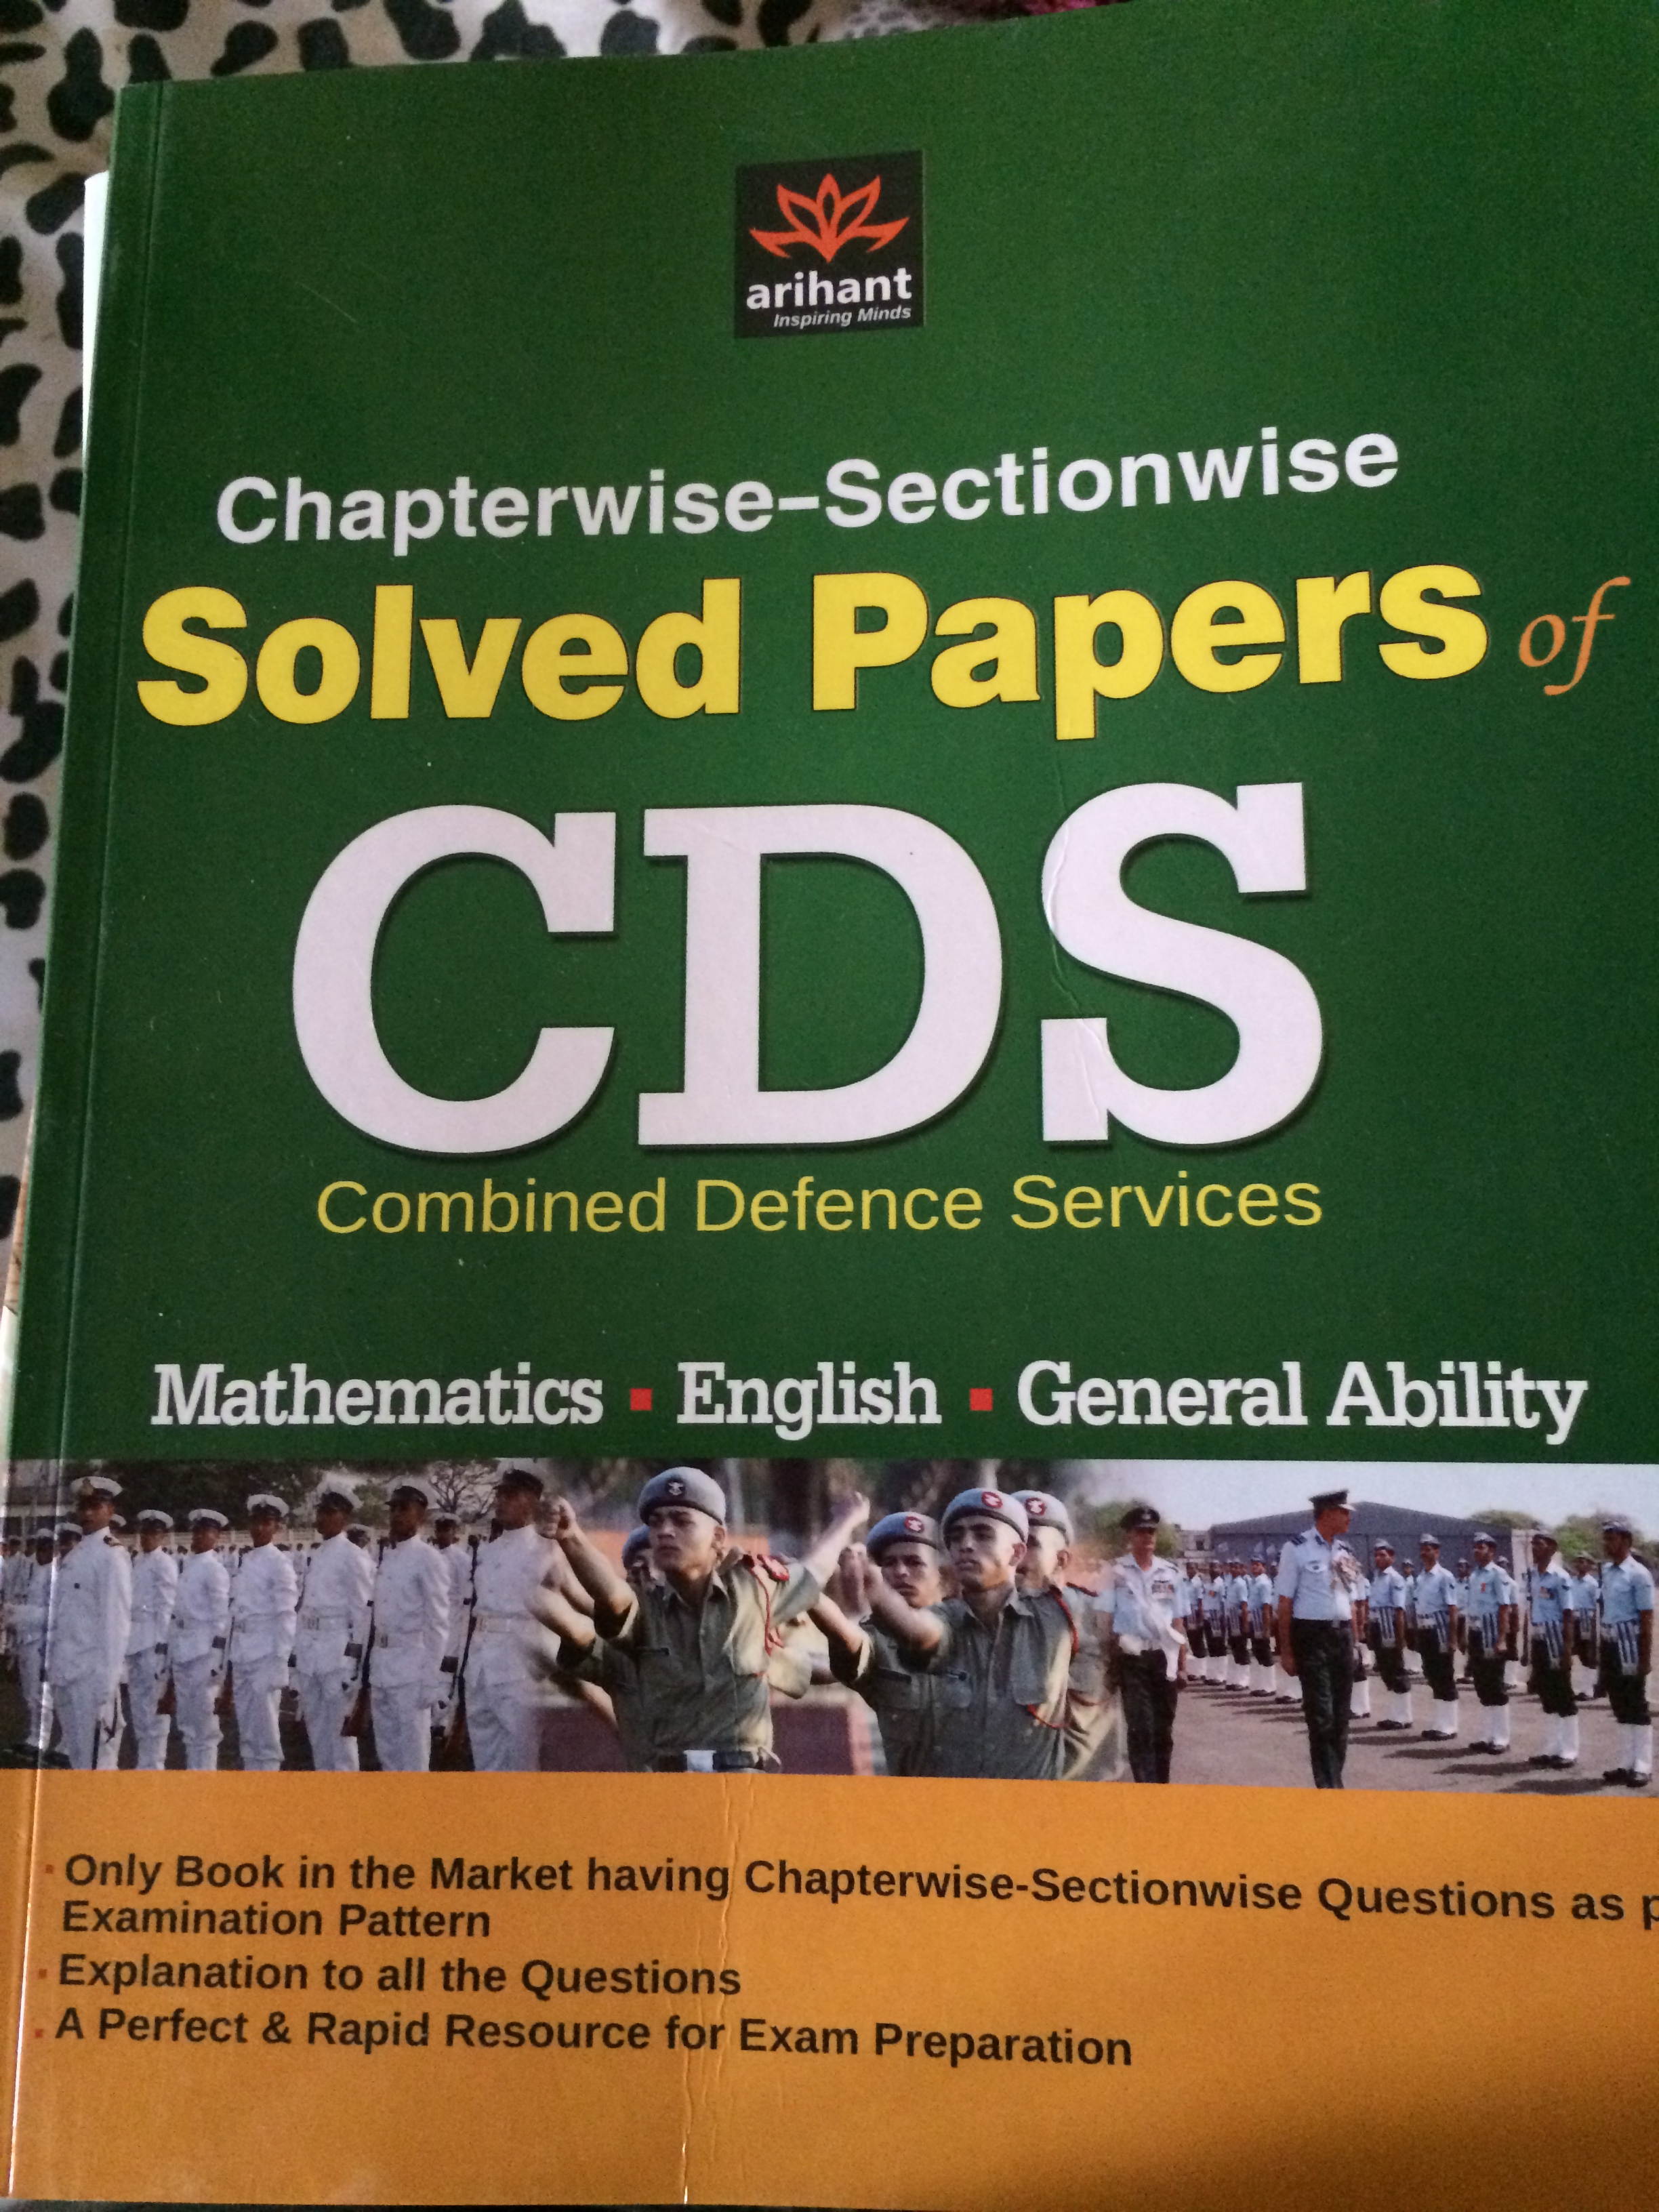 arihant
Inspiring Minds
Chapterwise–Sectionwise
Solved Papers of
CDS
Combined Defence Services
Mathematics ▪ English ▪ General Ability
· Only Book in the Market having Chapterwise-Sectionwise Questions as
Examination Pattern
· Explanation to all the Questions
· A Perfect & Rapid Resource for Exam Preparation